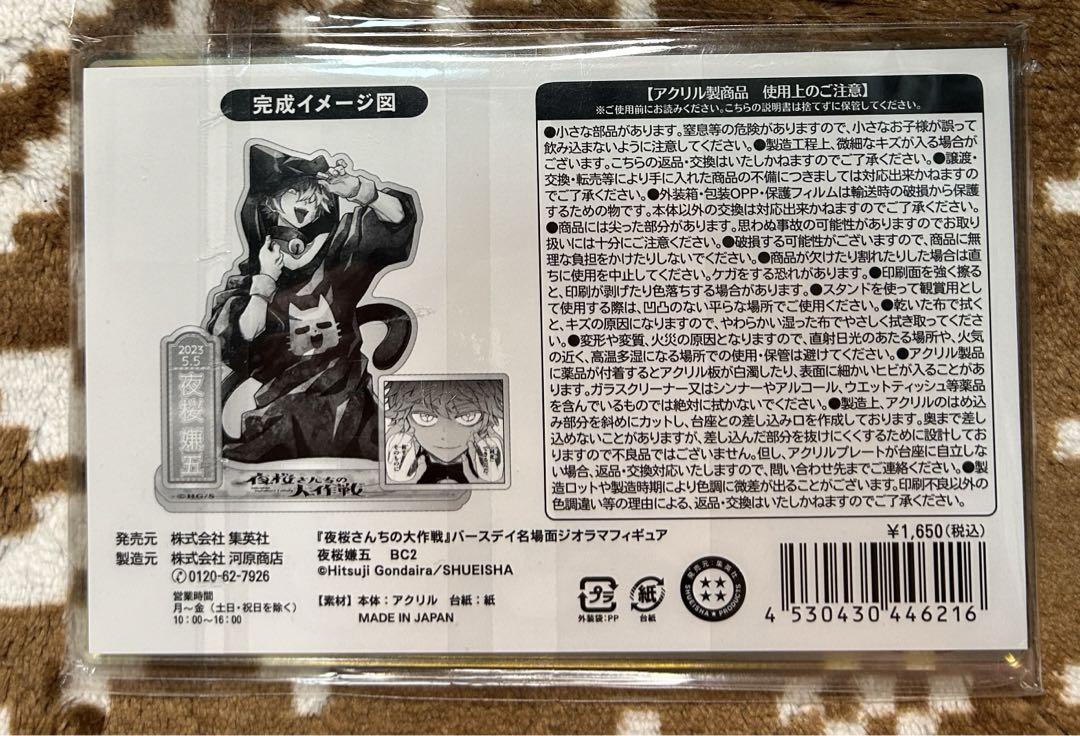 完成イメージ図
2023
5.5
夜桜 嫌五
夜桜さんちの
大作戦
©H.G/S
【アクリル製商品 使用上のご注意】
※ご使用前にお読みください。こちらの説明書は捨てずに保管してください。
●小さな部品があります。窒息等の危険がありますので、小さなお子様が誤って
飲み込まないように注意してください。●製造工程上、微細なキズが入る場合が
ございます。こちらの返品・交換はいたしかねますのでご了承ください。●譲渡・
交換・転売等により手に入れた商品の不備につきましては対応出来かねますの
でご了承ください。●外装箱・包装OPP・保護フィルムは輸送時の破損から保護
するための物です。本体以外の交換は対応出来かねますのでご了承ください。
●商品には尖った部分があります。思わぬ事故の可能性がありますのでお取り
扱いには十分にご注意ください。●破損する可能性がございますので、商品に無
理な負担をかけたりしないでください。●商品が欠けたり割れたりした場合は直
ちに使用を中止してください。ケガをする恐れがあります。●印刷面を強く擦る
と、印刷が剥げたり色落ちする場合があります。●スタンドを使って観賞用とし
て使用する際は、凹凸のない平らな場所でご使用ください。●乾いた布で拭く
と、キズの原因になりますので、やわらかい湿った布でやさしく拭き取ってくださ
い。●変形や変質、火災の原因となりますので、直射日光のあたる場所や、火気
の近く、高温多湿になる場所での使用・保管は避けてください。●アクリル製品
に薬品が付着するとアクリル板が白濁したり、表面に細かいヒビが入ることがあ
ります。ガラスクリーナー又はシンナーやアルコール、ウエットティッシュ等薬品
を含んでいるものでは絶対に拭かないでください。●製造上、アクリルのはめ込
み部分を斜めにカットし、台座との差し込み口を作成しております。奥まで差し
込めないことがありますが、差し込んだ部分を抜けにくくするために設計してお
りますので不良品ではございません。但し、アクリルプレートが台座に自立しな
い場合、返品・交換対応いたしますので、問い合わせ先までご連絡ください。●製
造ロットや製造時期により色調に微差が出ることがございます。印刷不良以外の
色調違い等の理由による、返品・交換はいたしかねますのでご了承ください。
発売元 株式会社 集英社
製造元 株式会社 河原商店
0120-62-7926
営業時間
月～金（土日・祝日を除く）
10:00～16:00
『夜桜さんちの大作戦』バースデイ名場面ジオラマフィギュア
夜桜嫌五 BC2
©Hitsuji Gondaira/SHUEISHA
【素材】本体：アクリル 台紙：紙
MADE IN JAPAN
¥1,650(税込)
プラ
外装袋:PP
紙
台紙
発売元：集英社
SHUEISHA PRODUCTS
4 530430 446216